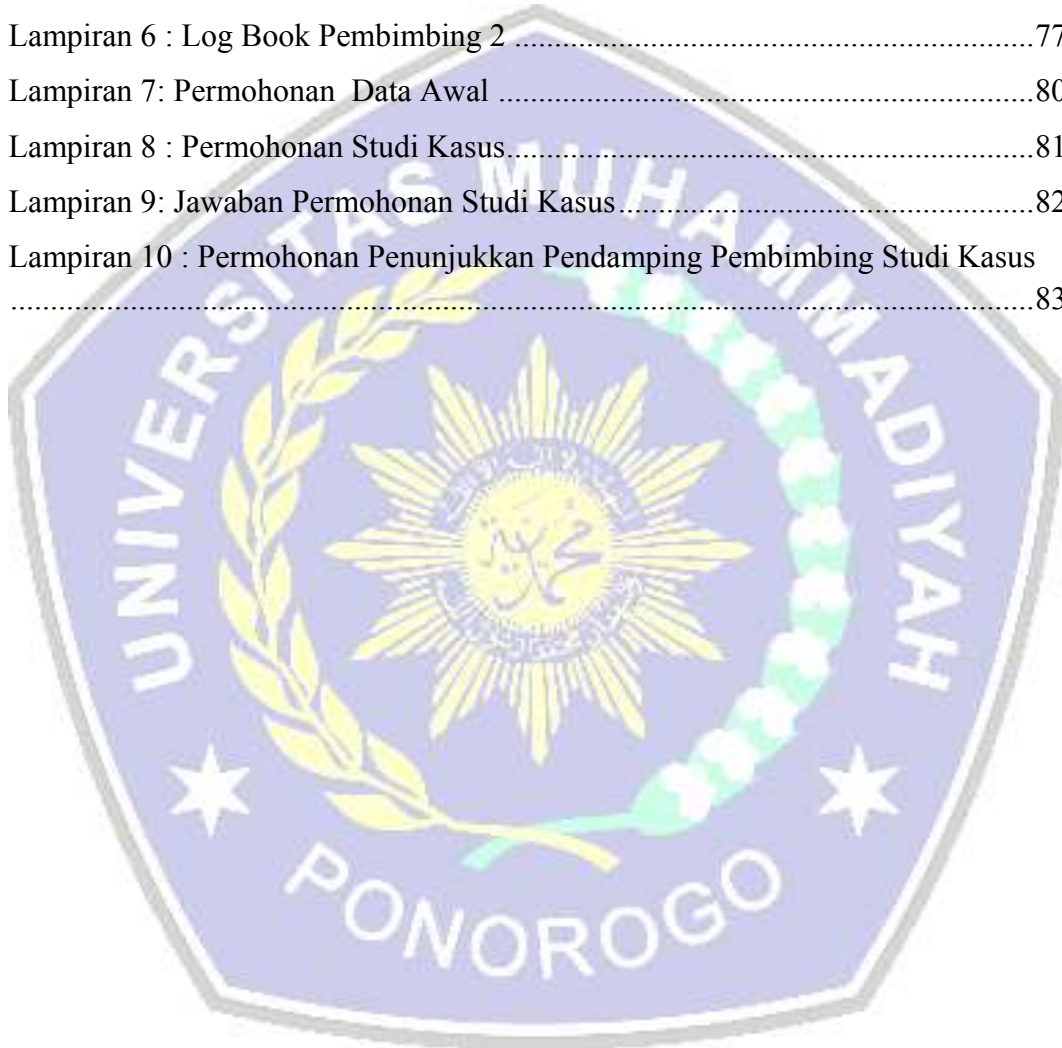 Lampiran 6 : Log Book Pembimbing 2 ........................................................................77
Lampiran 7: Permohonan  Data Awal ..........................................................................80
Lampiran 8 : Permohonan Studi Kasus.........................................................................81
Lampiran 9: Jawaban Permohonan Studi Kasus..........................................................82
Lampiran 10 : Permohonan Penunjukkan Pendamping Pembimbing Studi Kasus
........................................................................................................................................83
UNIVERSITAS MUHAMMADIYAH
PONOROGO